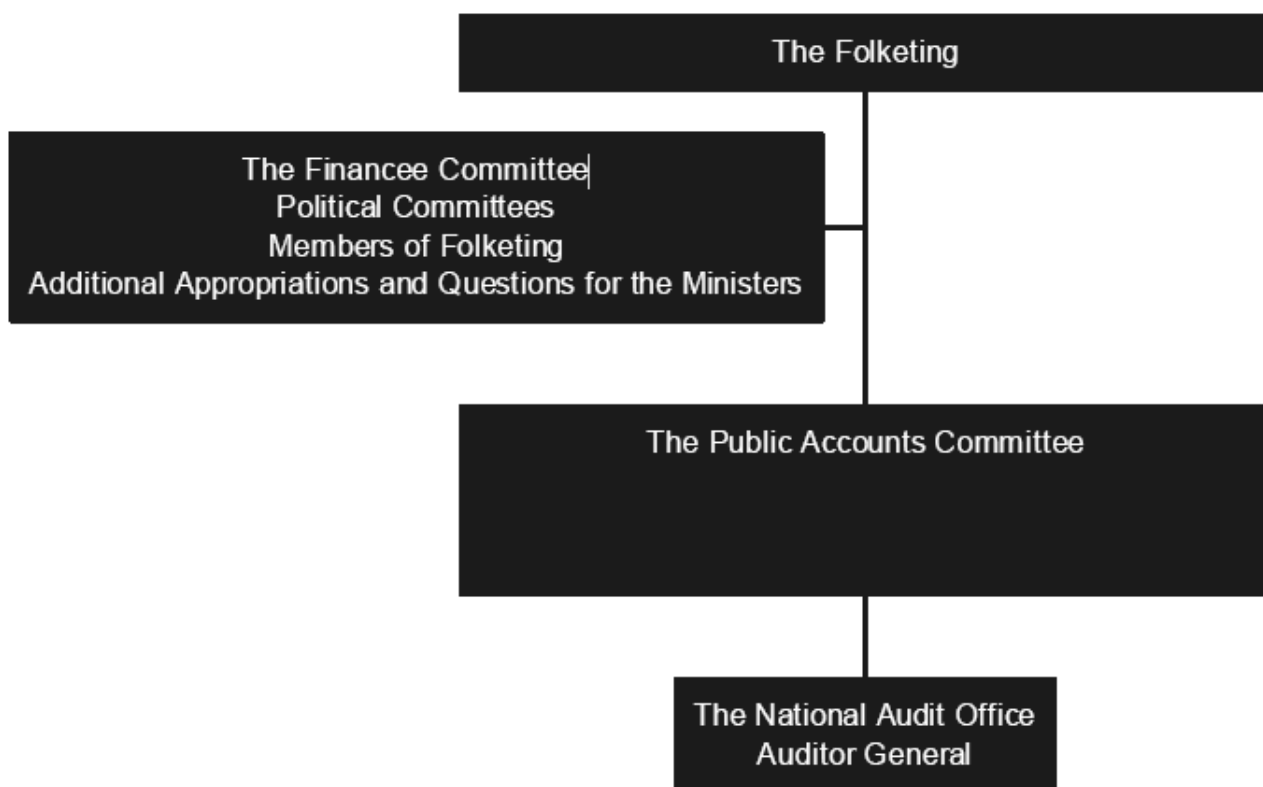 The Folketing
The Financee Committee
Political Committees
Members of Folketing
Additional Appropriations and Questions for the Ministers
The Public Accounts Committee
The National Audit Office
Auditor General